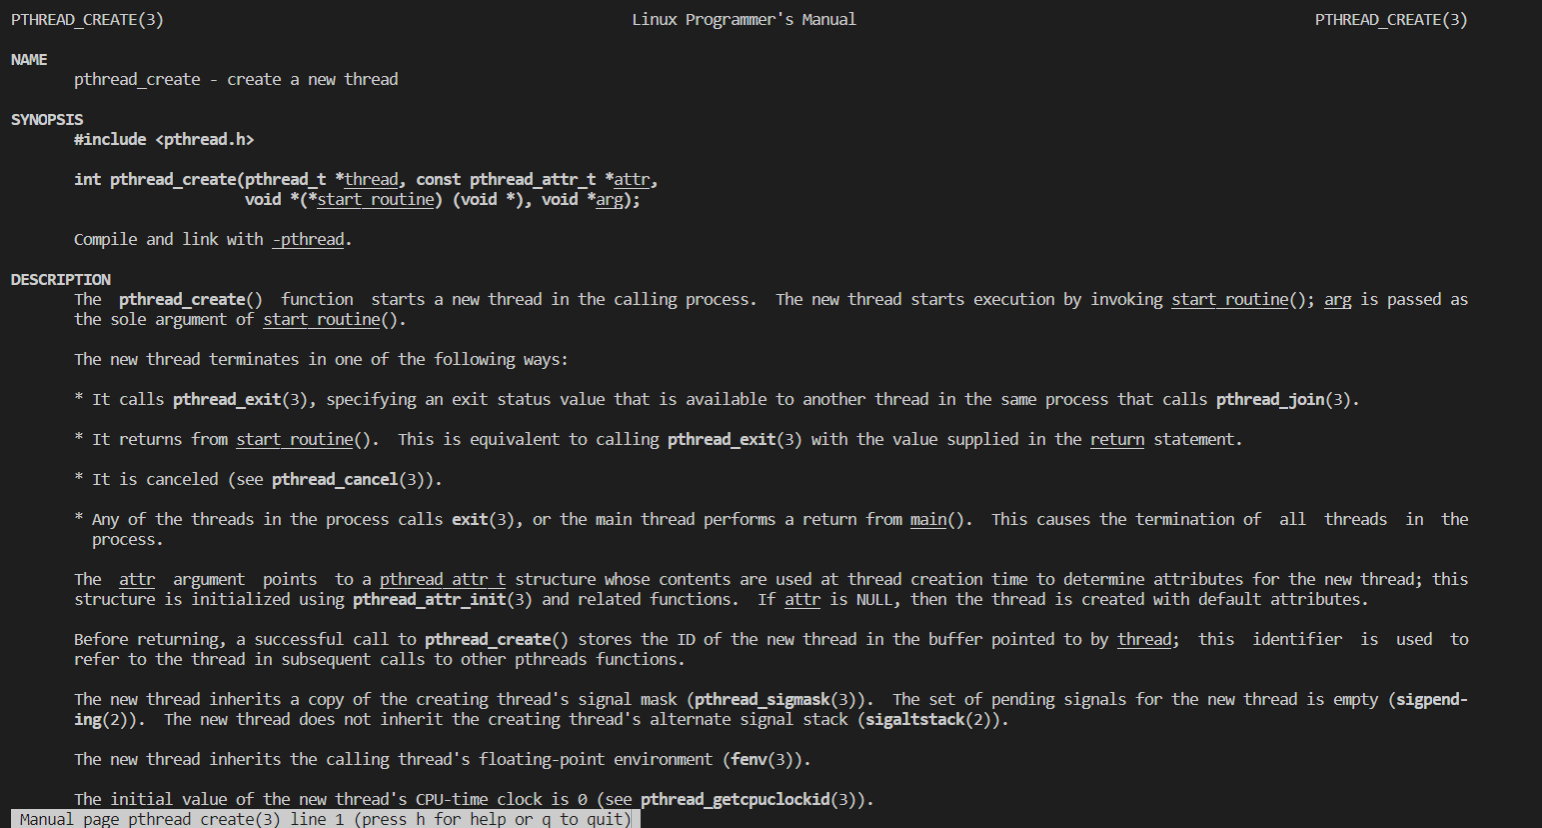 PTHREAD_CREATE(3) Linux Programmer's Manual PTHREAD_CREATE(3)
NAME
pthread_create - create a new thread
SYNOPSIS
#include <pthread.h>
int pthread_create(pthread_t *thread, const pthread_attr_t *attr,
void *(*start_routine) (void *), void *arg);
Compile and link with -pthread.
DESCRIPTION
The pthread_create() function starts a new thread in the calling process. The new thread starts execution by invoking start_routine(); arg is passed as
the sole argument of start_routine().
The new thread terminates in one of the following ways:
* It calls pthread_exit(3), specifying an exit status value that is available to another thread in the same process that calls pthread_join(3).
* It returns from start_routine(). This is equivalent to calling pthread_exit(3) with the value supplied in the return statement.
* It is canceled (see pthread_cancel(3)).
* Any of the threads in the process calls exit(3), or the main thread performs a return from main(). This causes the termination of all threads in the
process.
The attr argument points to a pthread_attr_t structure whose contents are used at thread creation time to determine attributes for the new thread; this
structure is initialized using pthread_attr_init(3) and related functions. If attr is NULL, then the thread is created with default attributes.
Before returning, a successful call to pthread_create() stores the ID of the new thread in the buffer pointed to by thread; this identifier is used to
refer to the thread in subsequent calls to other pthreads functions.
The new thread inherits a copy of the creating thread's signal mask (pthread_sigmask(3)). The set of pending signals for the new thread is empty (sigpend-
ing(2)). The new thread does not inherit the creating thread's alternate signal stack (sigaltstack(2)).
The new thread inherits the calling thread's floating-point environment (fenv(3)).
The initial value of the new thread's CPU-time clock is 0 (see pthread_getcpuclockid(3)).
Manual page pthread_create(3) line 1 (press h for help or q to quit)